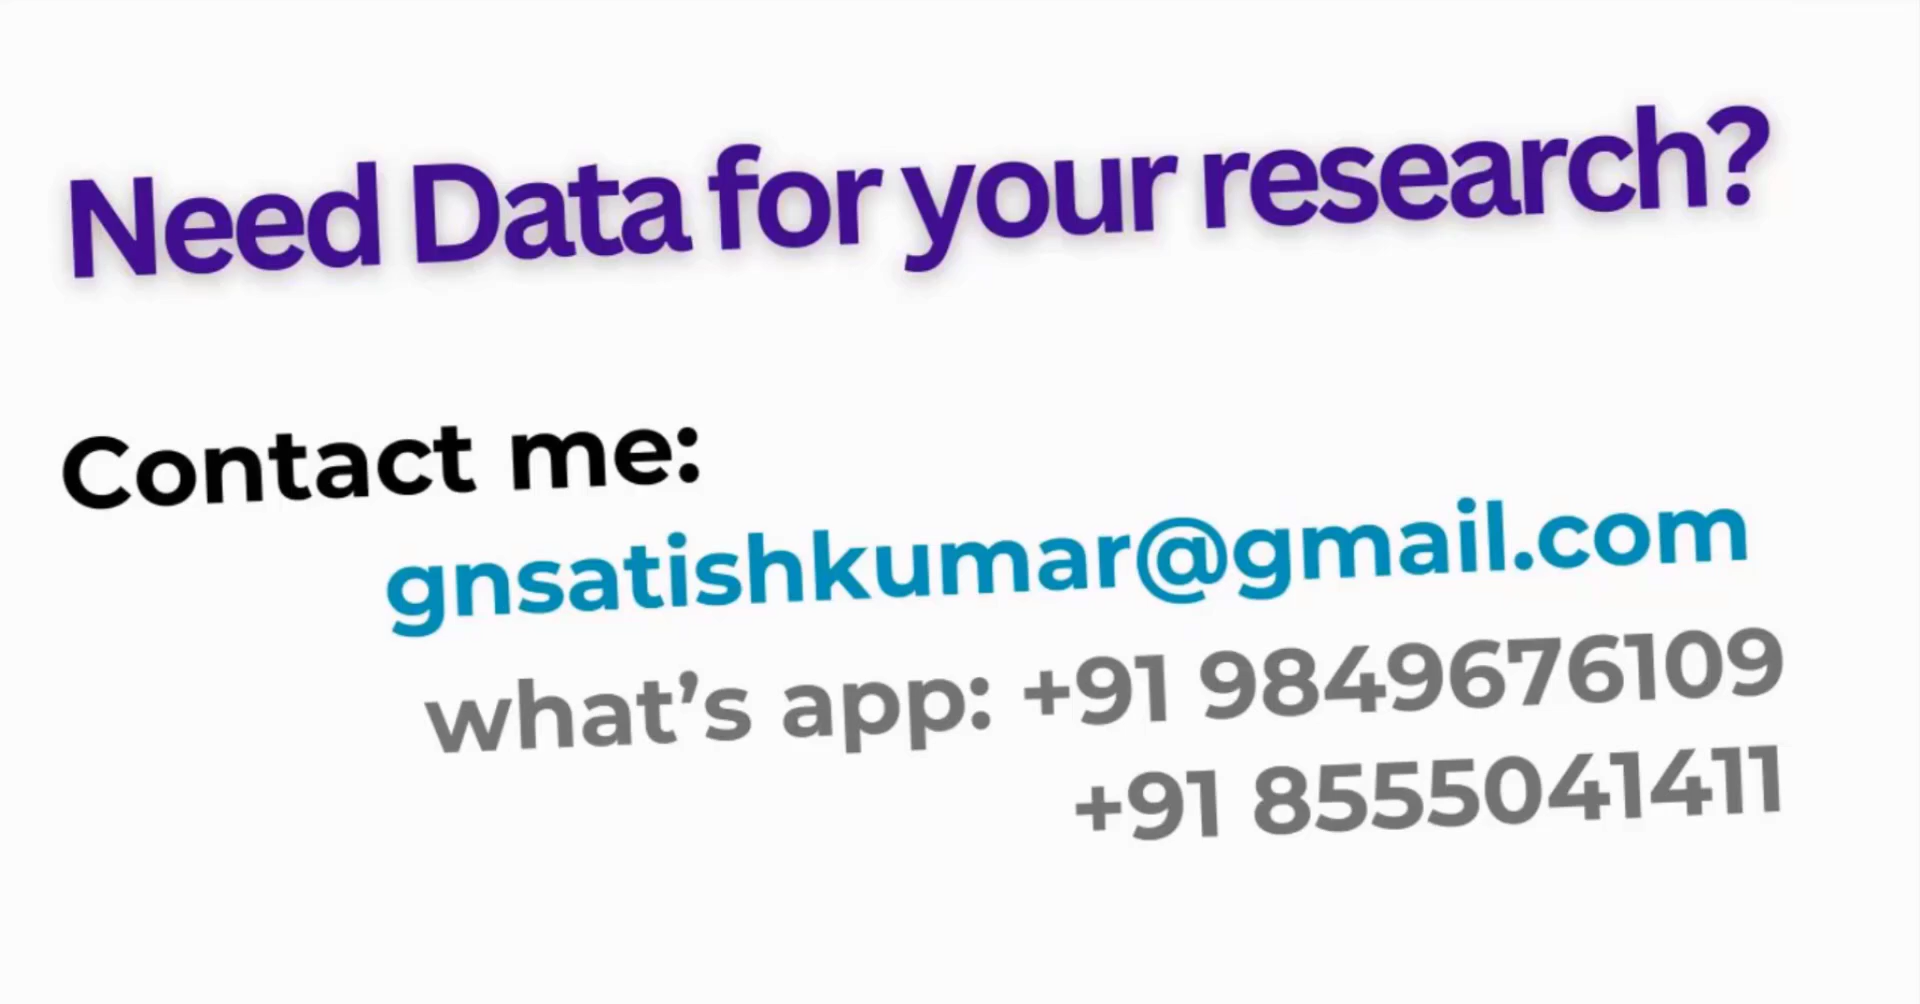 Need Data for your research?
Contact me:
gnsatishkumar@gmail.com
what’s app: +91 9849676109
+91 8555041411